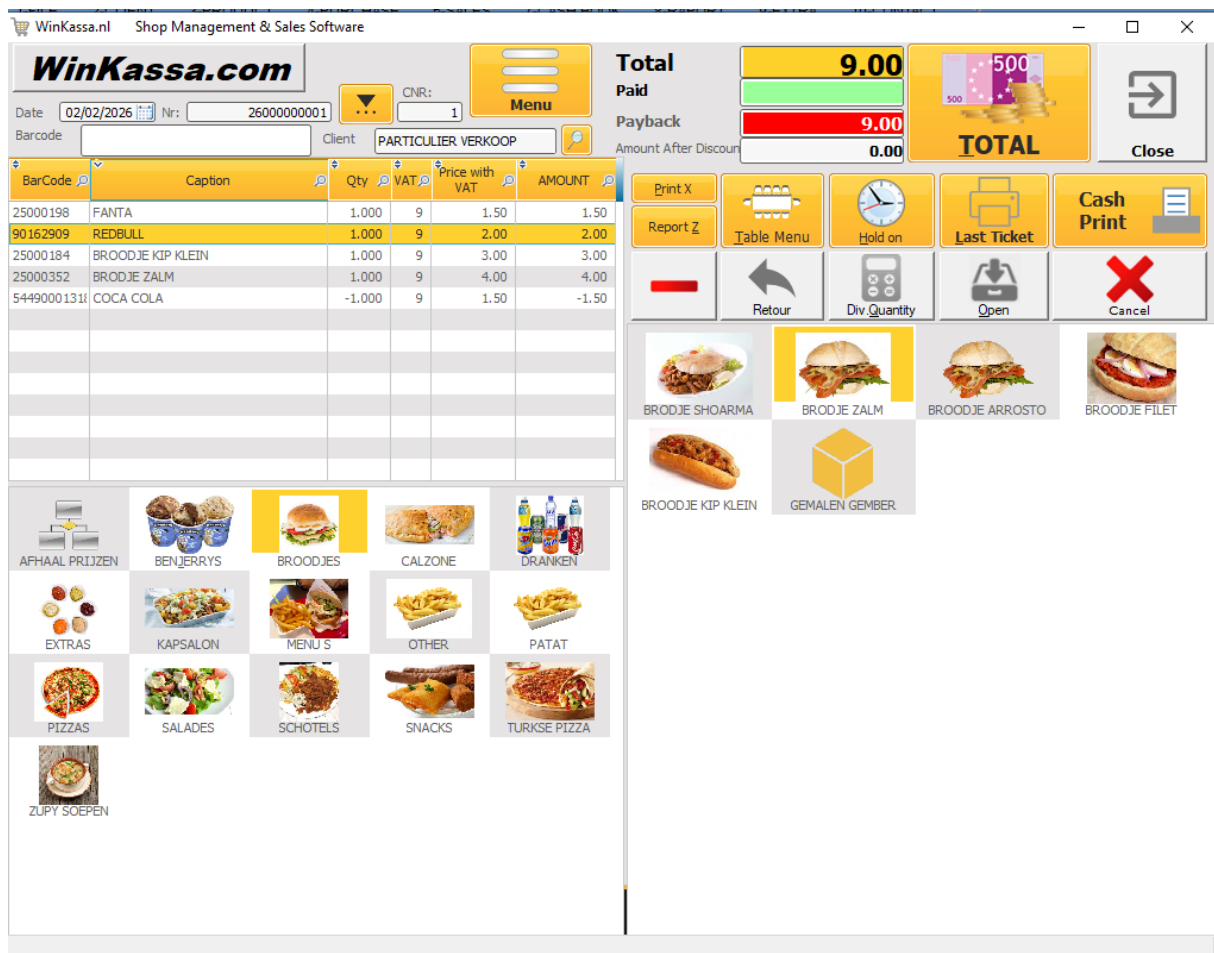 WinKassa.nl Shop Management & Sales Software
WinKassa.com
Menu
Date 02/02/2026 Nr: 26000000001 ... CNR: 1
Barcode Client PARTICULIER VERKOOP
Total 9.00
Paid
Payback 9.00
Amount After Discoun 0.00
500
500
TOTAL
Close
BarCode Caption Qty VAT Price with VAT AMOUNT
25000198 FANTA 1.000 9 1.50 1.50
90162909 REDBULL 1.000 9 2.00 2.00
25000184 BROODJE KIP KLEIN 1.000 9 3.00 3.00
25000352 BRODJE ZALM 1.000 9 4.00 4.00
54490001318 COCA COLA -1.000 9 1.50 -1.50
Print X
Report Z
Table Menu
Hold on
Last Ticket
Cash Print
Retour
Div.Quantity
Open
Cancel
BRODJE SHOARMA BRODJE ZALM BROODJE ARROSTO BROODJE FILET
BROODJE KIP KLEIN GEMALEN GEMBER
AFHAAL PRIJZEN BENJERRYS BROODJES CALZONE DRANKEN
EXTRAS KAPSALON MENU S OTHER PATAT
PIZZAS SALADES SCHOTELS SNACKS TURKSE PIZZA
ZUPY SOEPEN